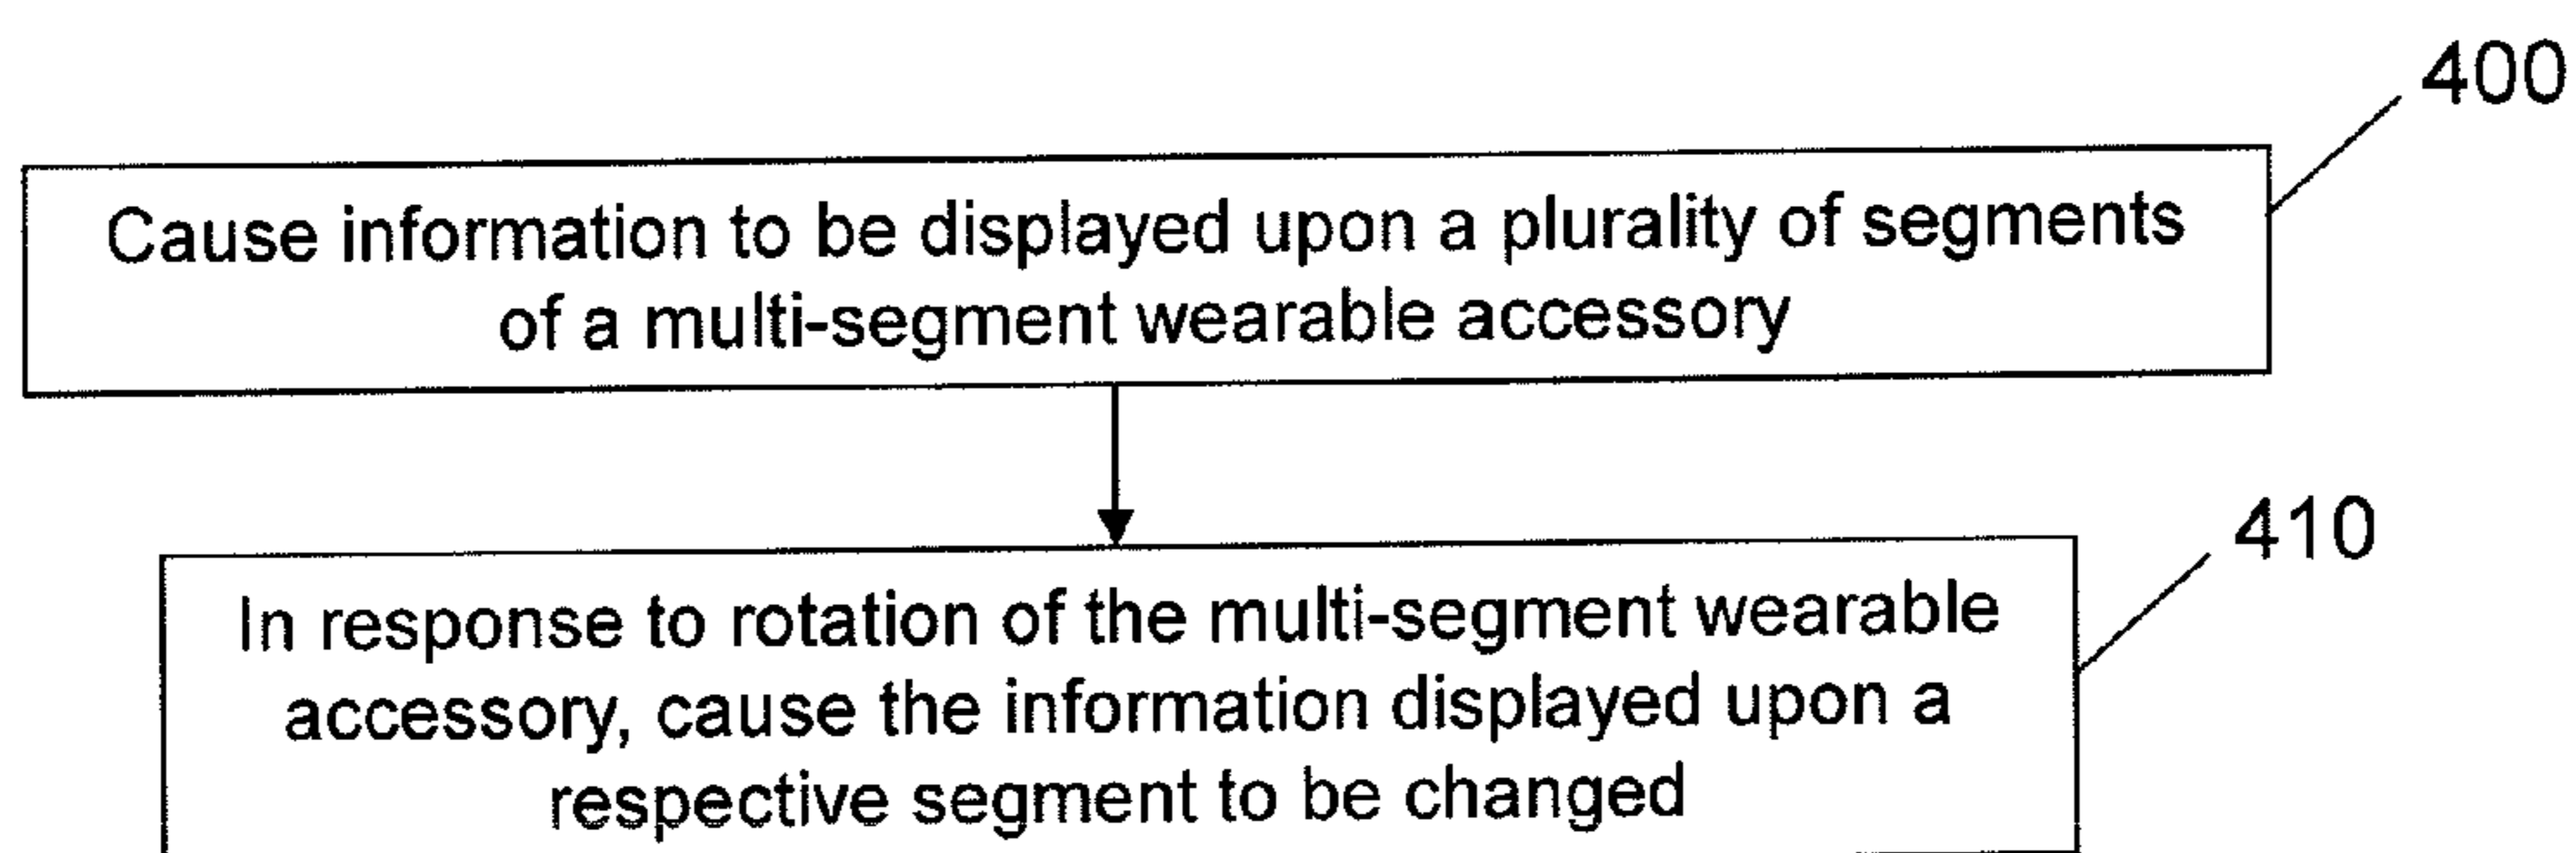 400
Cause information to be displayed upon a plurality of segments
of a multi-segment wearable accessory
410
In response to rotation of the multi-segment wearable
accessory, cause the information displayed upon a
respective segment to be changed